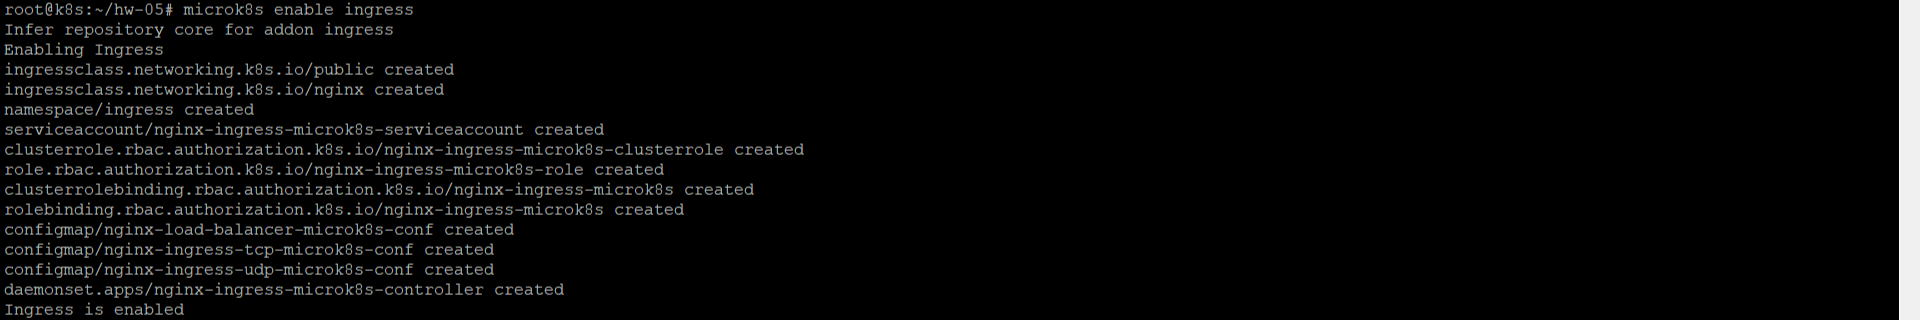 root@k8s:~/hw-05# microk8s enable ingress
Infer repository core for addon ingress
Enabling Ingress
ingressclass.networking.k8s.io/public created
ingressclass.networking.k8s.io/nginx created
namespace/ingress created
serviceaccount/nginx-ingress-microk8s-serviceaccount created
clusterrole.rbac.authorization.k8s.io/nginx-ingress-microk8s-clusterrole created
role.rbac.authorization.k8s.io/nginx-ingress-microk8s-role created
clusterrolebinding.rbac.authorization.k8s.io/nginx-ingress-microk8s created
rolebinding.rbac.authorization.k8s.io/nginx-ingress-microk8s created
configmap/nginx-load-balancer-microk8s-conf created
configmap/nginx-ingress-tcp-microk8s-conf created
configmap/nginx-ingress-udp-microk8s-conf created
daemonset.apps/nginx-ingress-microk8s-controller created
Ingress is enabled